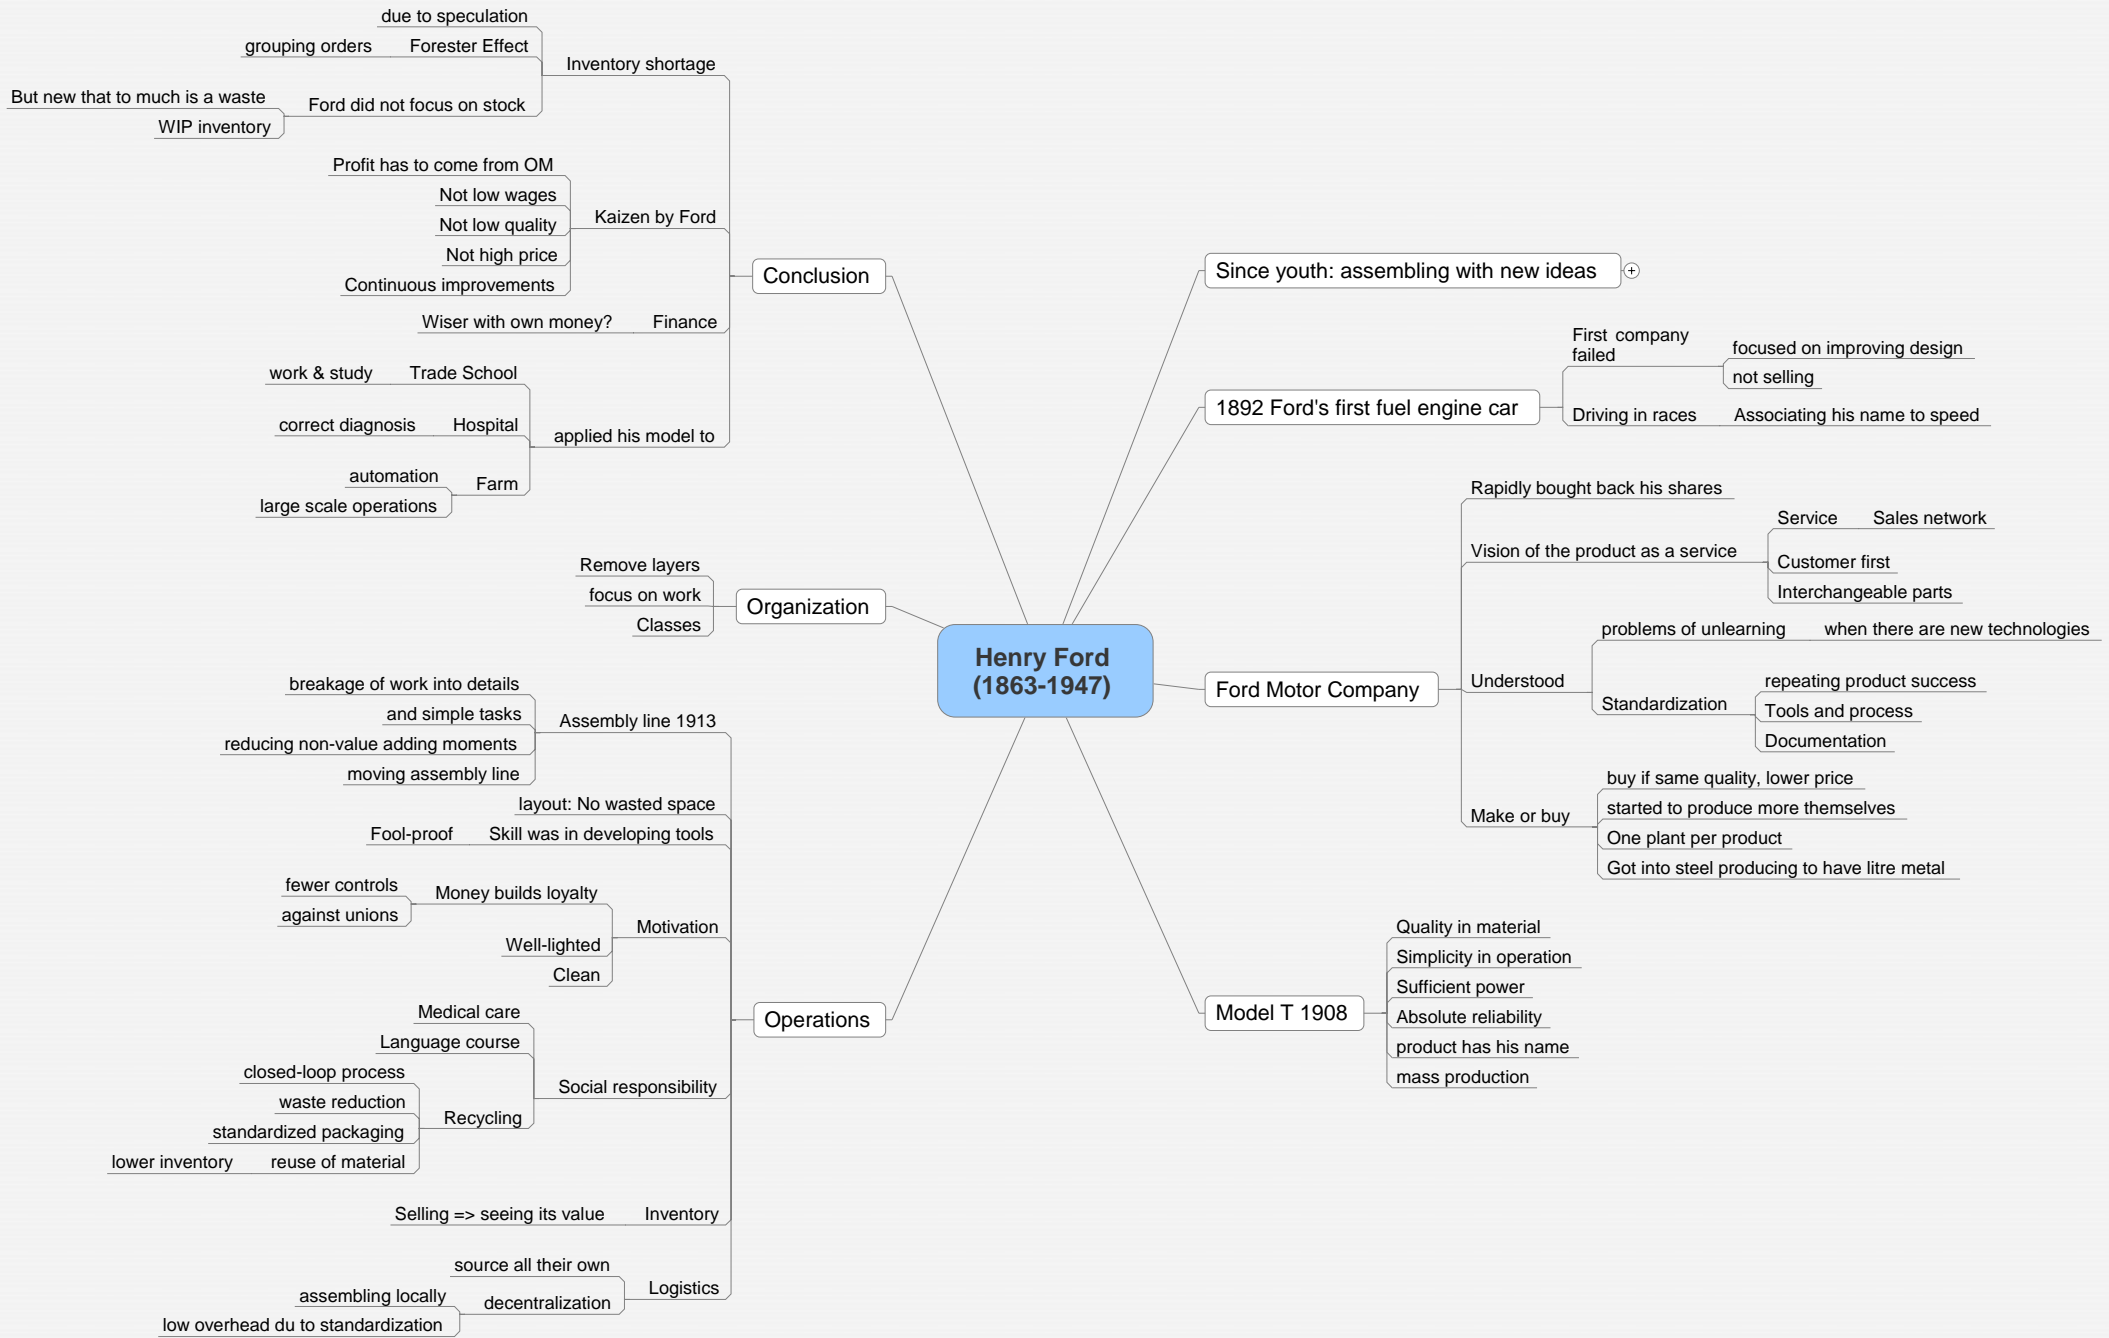 Henry Ford
(1863-1947)
Since youth: assembling with new ideas
1892 Ford's first fuel engine car
First company
failed
focused on improving design
not selling
Driving in races
Associating his name to speed
Ford Motor Company
Rapidly bought back his shares
Vision of the product as a service
Service
Sales network
Customer first
Interchangeable parts
Understood
problems of unlearning
when there are new technologies
Standardization
repeating product success
Tools and process
Documentation
Make or buy
buy if same quality, lower price
started to produce more themselves
One plant per product
Got into steel producing to have litre metal
Model T 1908
Quality in material
Simplicity in operation
Sufficient power
Absolute reliability
product has his name
mass production
Conclusion
Inventory shortage
due to speculation
Forester Effect
grouping orders
Ford did not focus on stock
But new that to much is a waste
WIP inventory
Kaizen by Ford
Profit has to come from OM
Not low wages
Not low quality
Not high price
Continuous improvements
Finance
Wiser with own money?
applied his model to
Trade School
work & study
Hospital
correct diagnosis
Farm
automation
large scale operations
Organization
Remove layers
focus on work
Classes
Operations
Assembly line 1913
breakage of work into details
and simple tasks
reducing non-value adding moments
moving assembly line
layout: No wasted space
Skill was in developing tools
Fool-proof
Motivation
Money builds loyalty
fewer controls
against unions
Well-lighted
Clean
Social responsibility
Medical care
Language course
Recycling
closed-loop process
waste reduction
standardized packaging
reuse of material
lower inventory
Inventory
Selling => seeing its value
Logistics
source all their own
decentralization
assembling locally
low overhead du to standardization